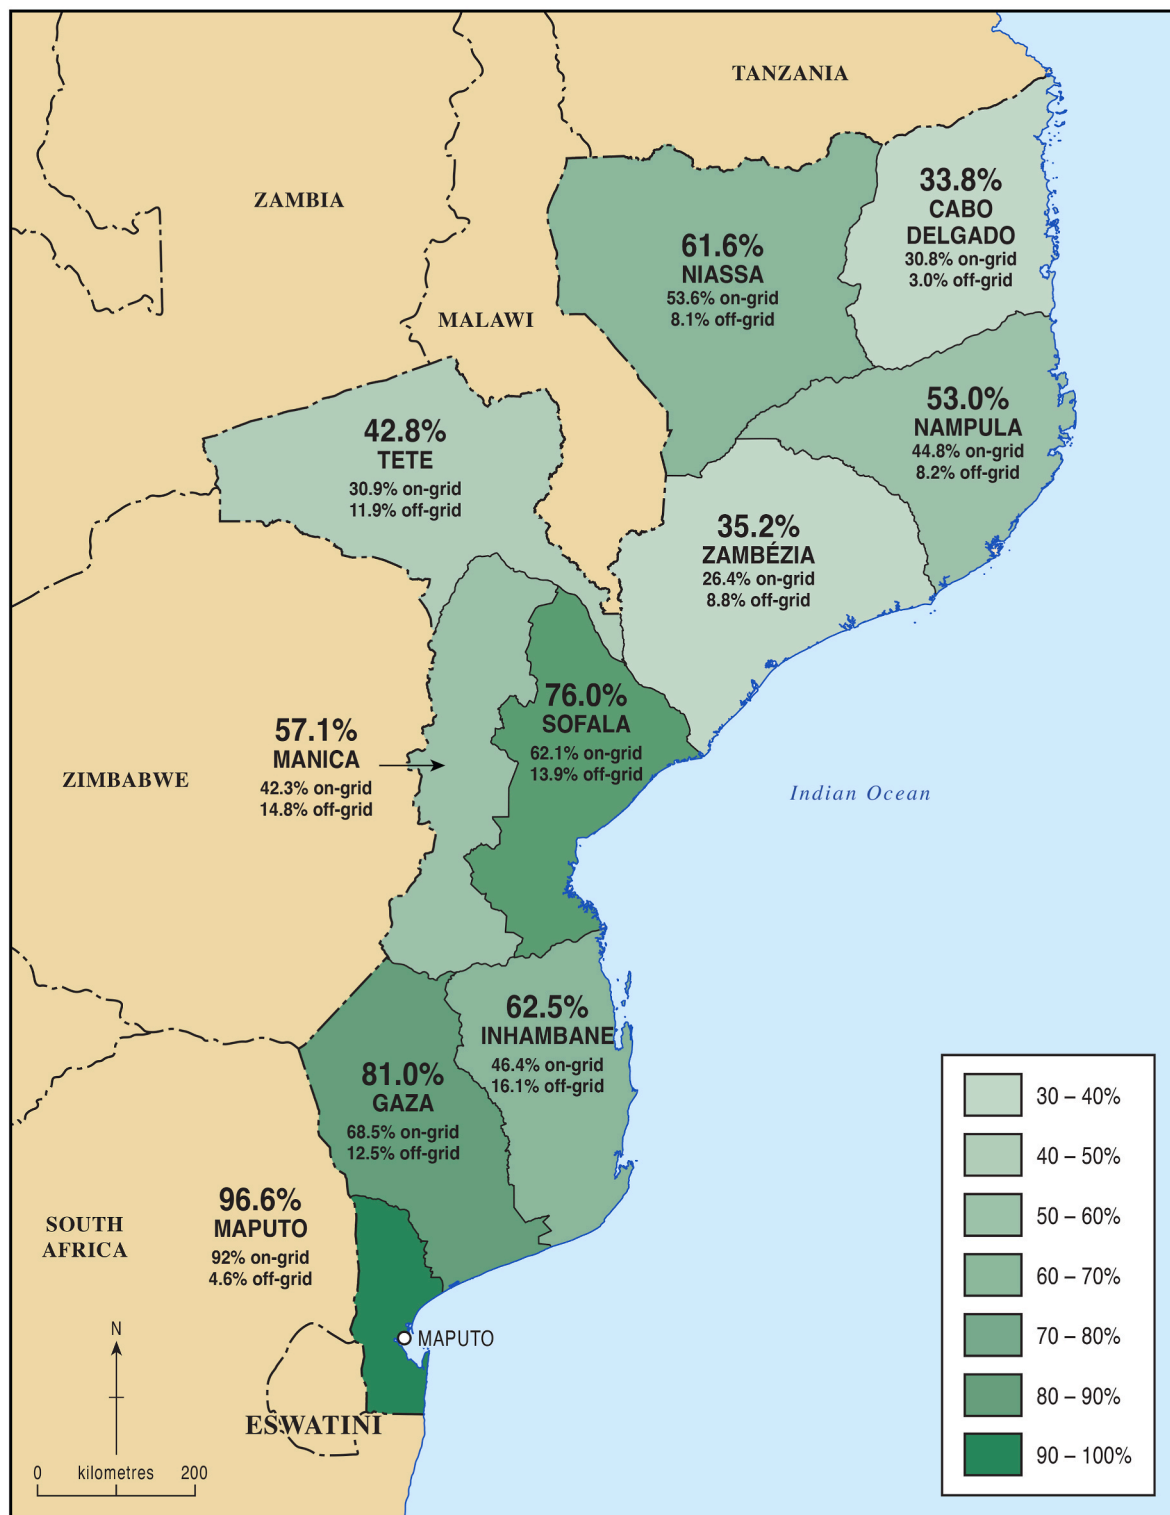 TANZANIA
ZAMBIA
MALAWI
33.8%
CABO
DELGADO
30.8% on-grid
3.0% off-grid
61.6%
NIASSA
53.6% on-grid
8.1% off-grid
53.0%
NAMPULA
44.8% on-grid
8.2% off-grid
42.8%
TETE
30.9% on-grid
11.9% off-grid
35.2%
ZAMBÉZIA
26.4% on-grid
8.8% off-grid
76.0%
SOFALA
62.1% on-grid
13.9% off-grid
57.1%
MANICA
42.3% on-grid
14.8% off-grid
ZIMBABWE
Indian Ocean
62.5%
INHAMBANE
46.4% on-grid
16.1% off-grid
81.0%
GAZA
68.5% on-grid
12.5% off-grid
96.6%
MAPUTO
92% on-grid
4.6% off-grid
SOUTH
AFRICA
MAPUTO
ESWATINI
N
0 kilometres 200
30 – 40%
40 – 50%
50 – 60%
60 – 70%
70 – 80%
80 – 90%
90 – 100%